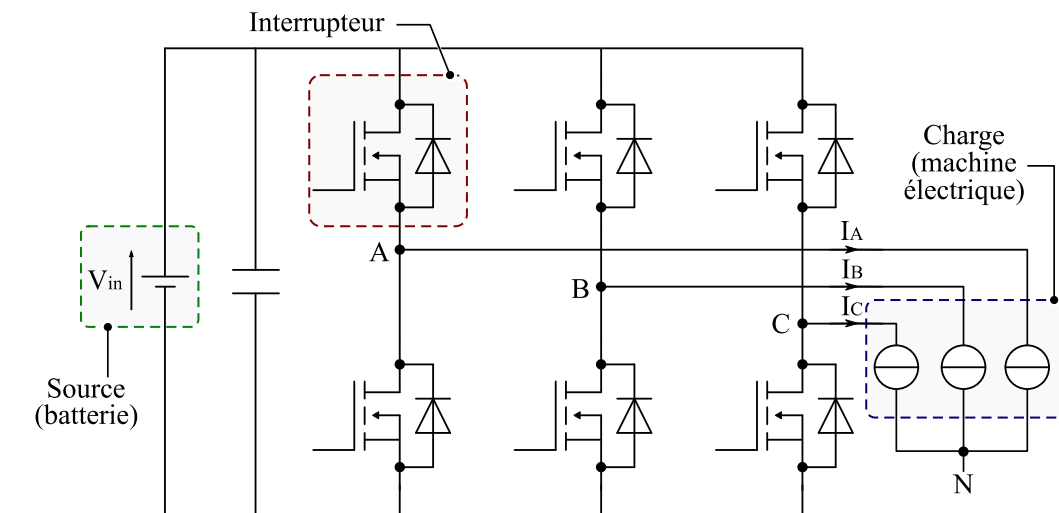 Interrupteur
Charge
(machine
électrique)
A
IA
Vin
B
IB
C
IC
Source
(batterie)
N